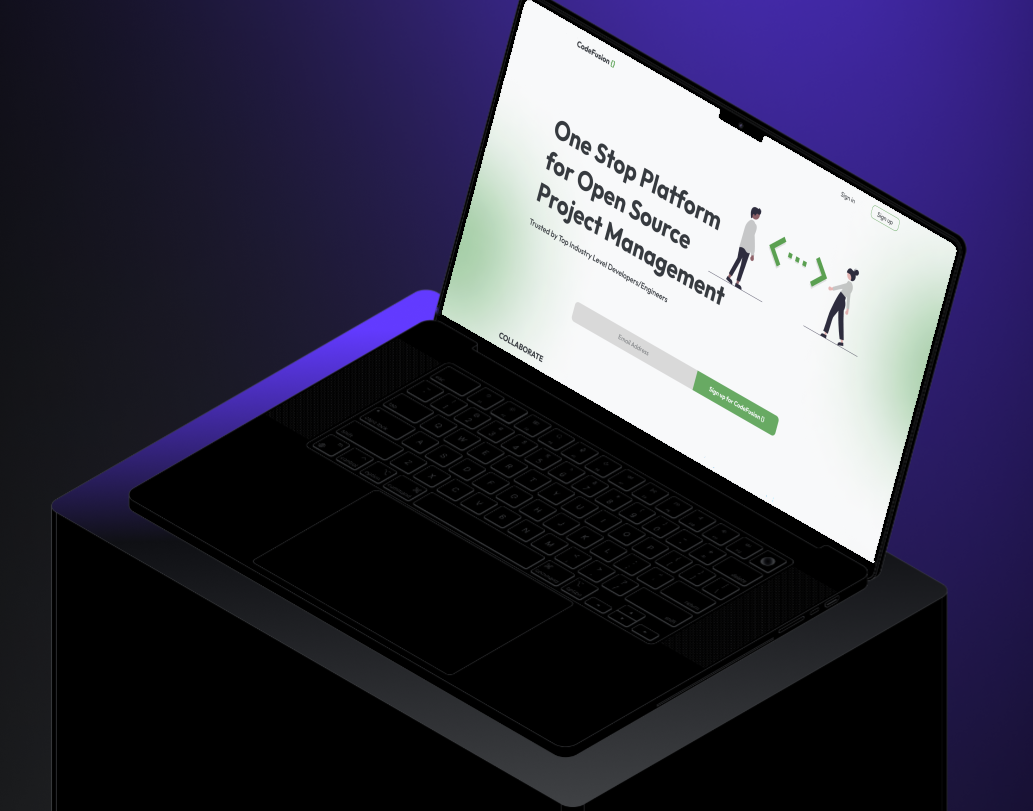 CodeFusion {}
Sign in
Sign up
One Stop Platform
for Open Source
Project Management
Trusted by Top Industry Level Developers/Engineers
Email Address
Sign up for CodeFusion {}
COLLABORATE